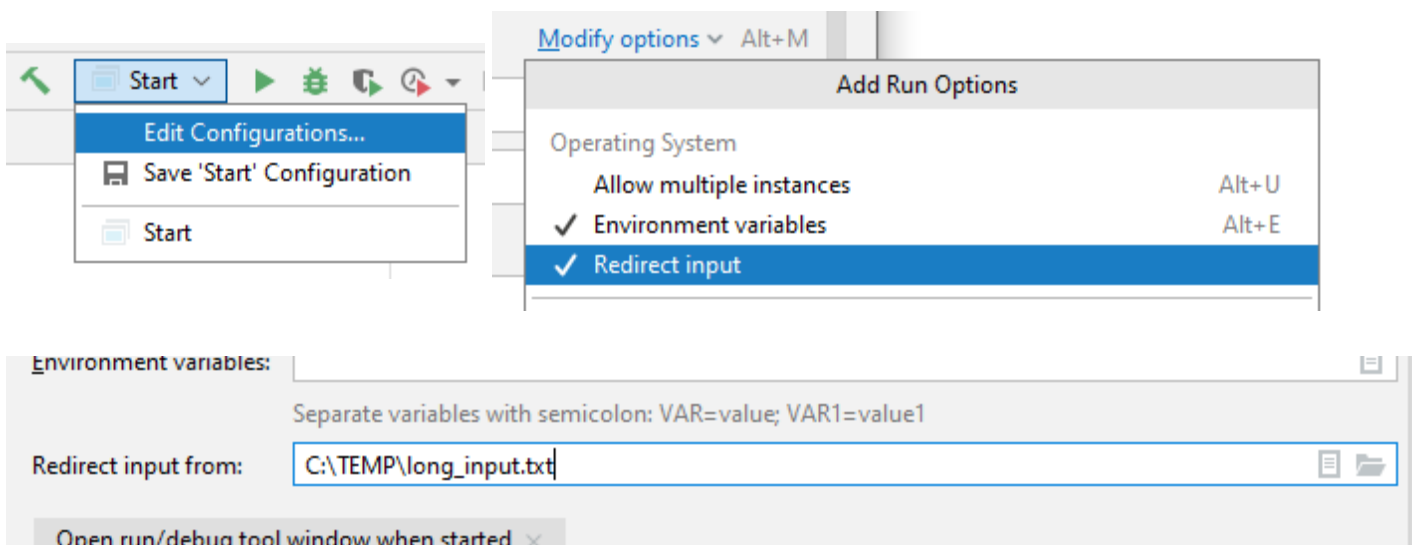 Start
Edit Configurations...
Save 'Start' Configuration
Start
Modify options Alt+M
Add Run Options
Operating System
Allow multiple instances Alt+U
Environment variables Alt+E
Redirect input
Environment variables:
Separate variables with semicolon: VAR=value; VAR1=value1
Redirect input from: C:\TEMP\long_input.txt
Open run/debug tool window when started